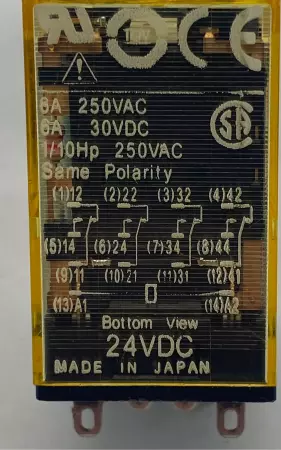 TÜV
6A 250VAC
6A 30VDC
1/10Hp 250VAC
Same Polarity
(1)12 (2)22 (3)32 (4)42
(5)14 (6)24 (7)34 (8)44
(9)11 (10)21 (11)31 (12)41
(13)A1 (14)A2
Bottom View
24VDC
MADE IN JAPAN